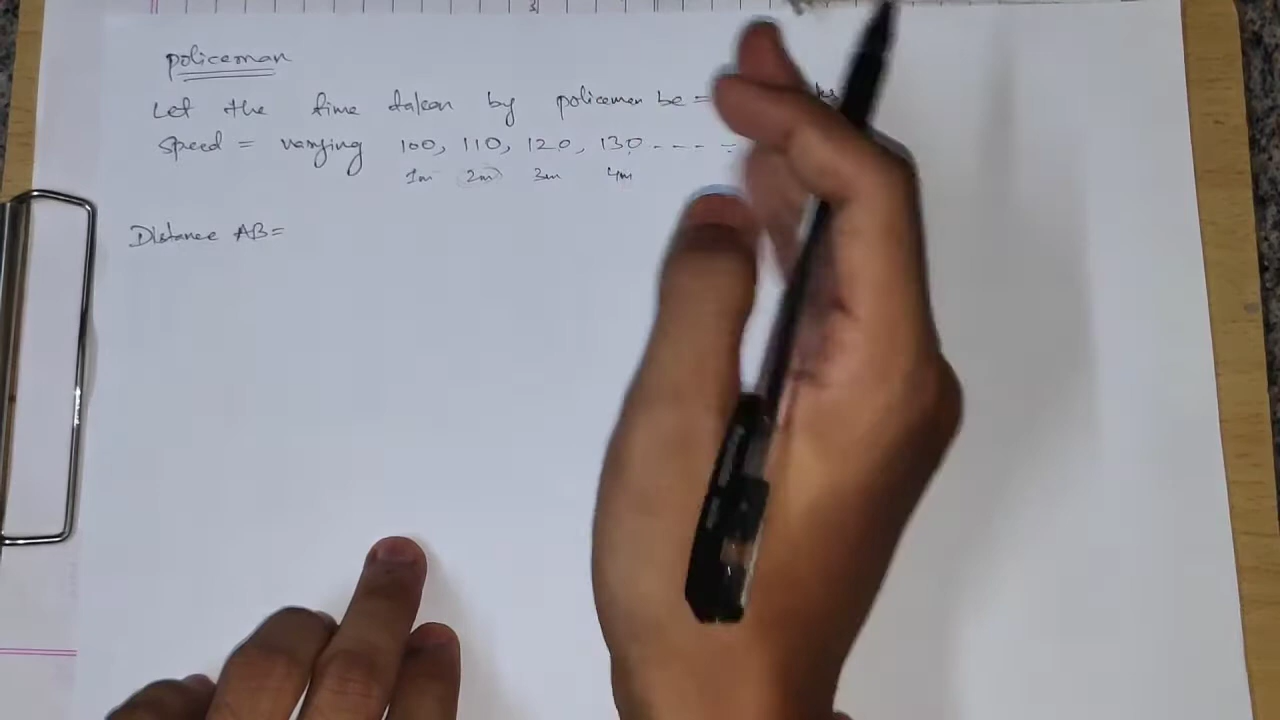 policeman
Let the time taken by policemen be =
speed = varying 100, 110, 120, 130 - - - -
1m 2m 3m 4m
Distance AB=